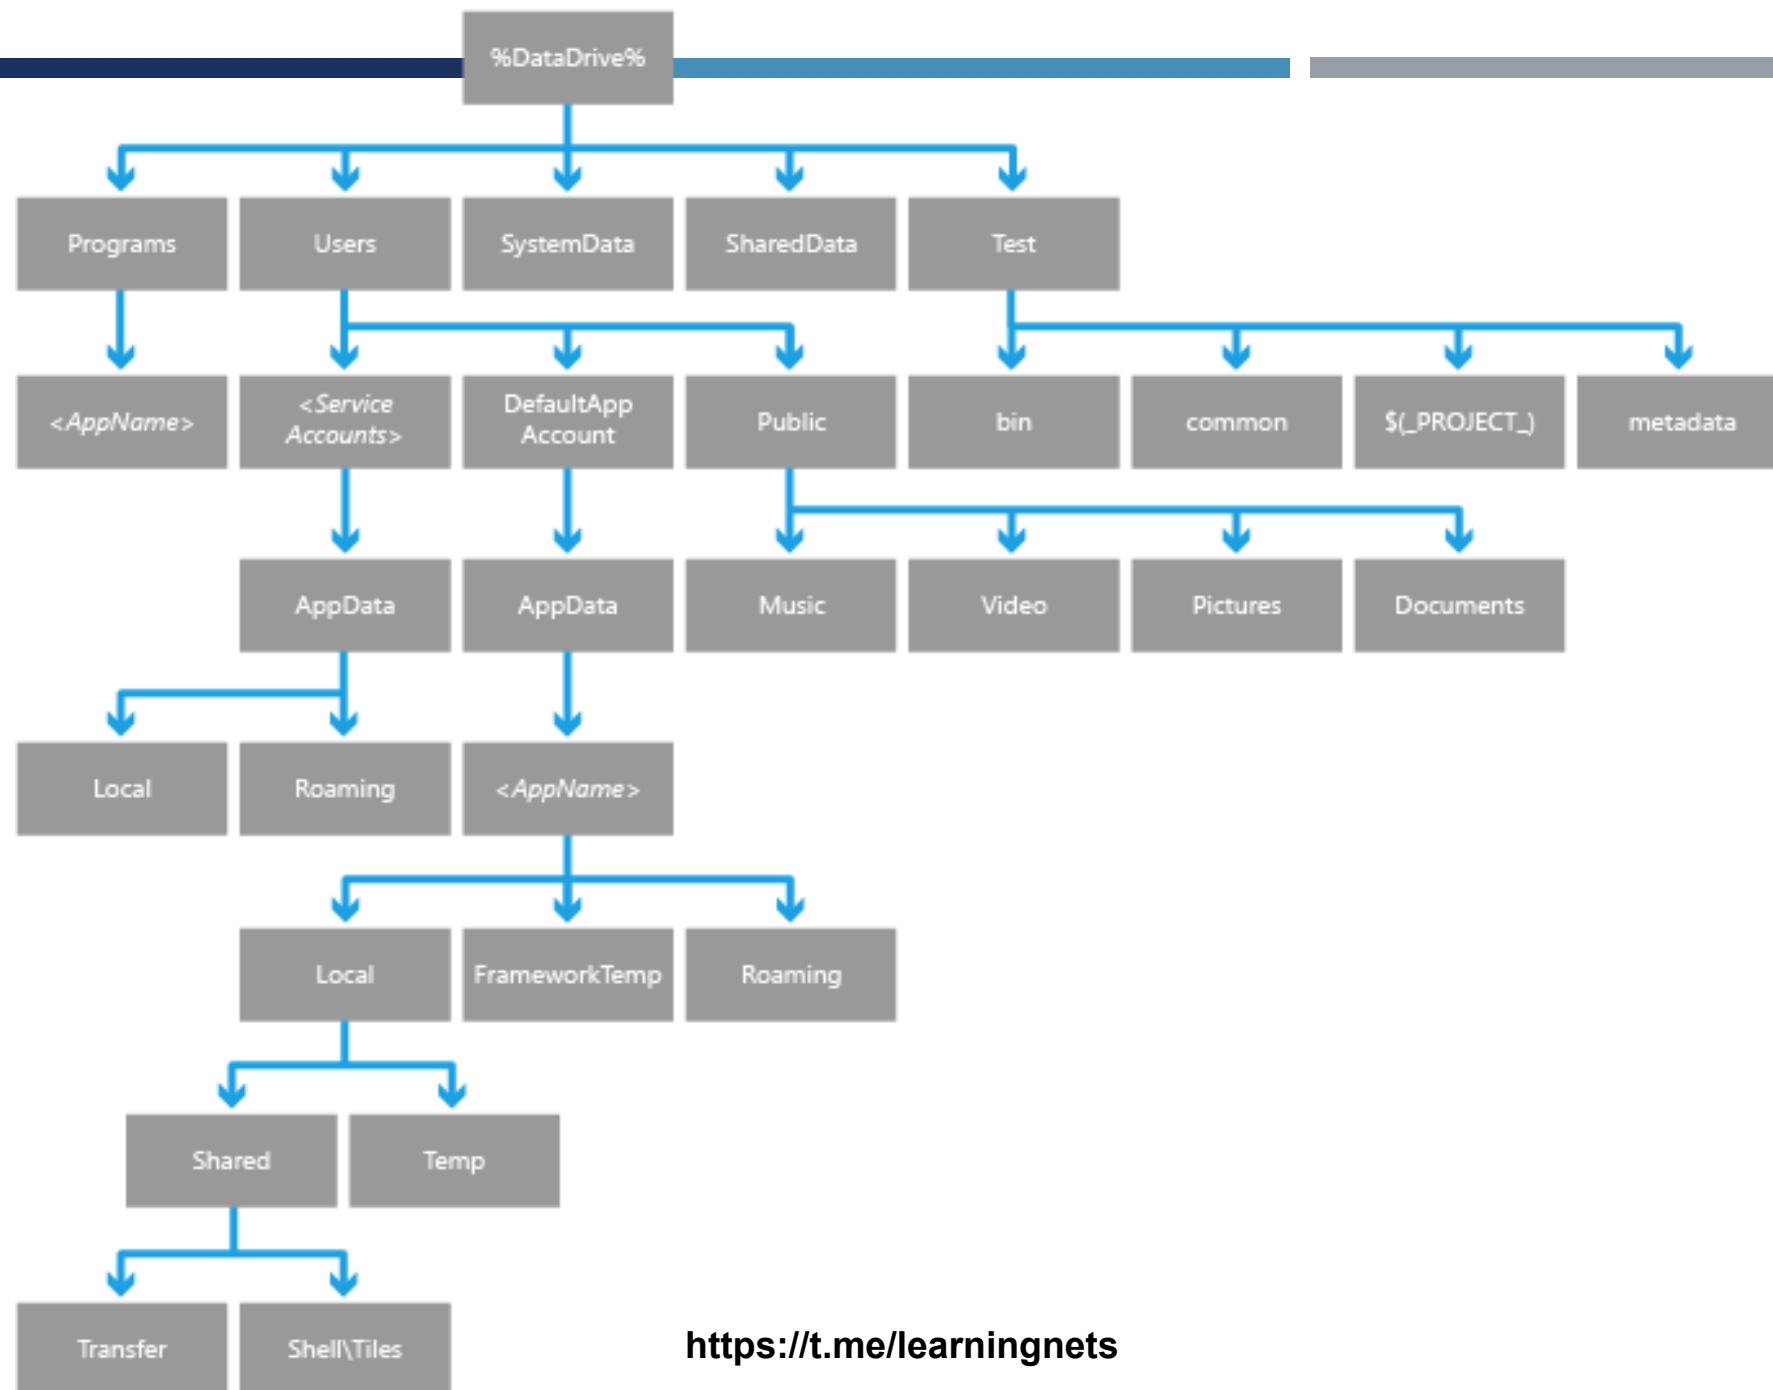 %DataDrive%
Programs
Users
SystemData
SharedData
Test
<AppName>
<Service
Accounts>
DefaultApp
Account
Public
bin
common
$(_PROJECT_)
metadata
AppData
AppData
Music
Video
Pictures
Documents
Local
Roaming
<AppName>
Local
FrameworkTemp
Roaming
Shared
Temp
Transfer
Shell\Tiles
https://t.me/learningnets